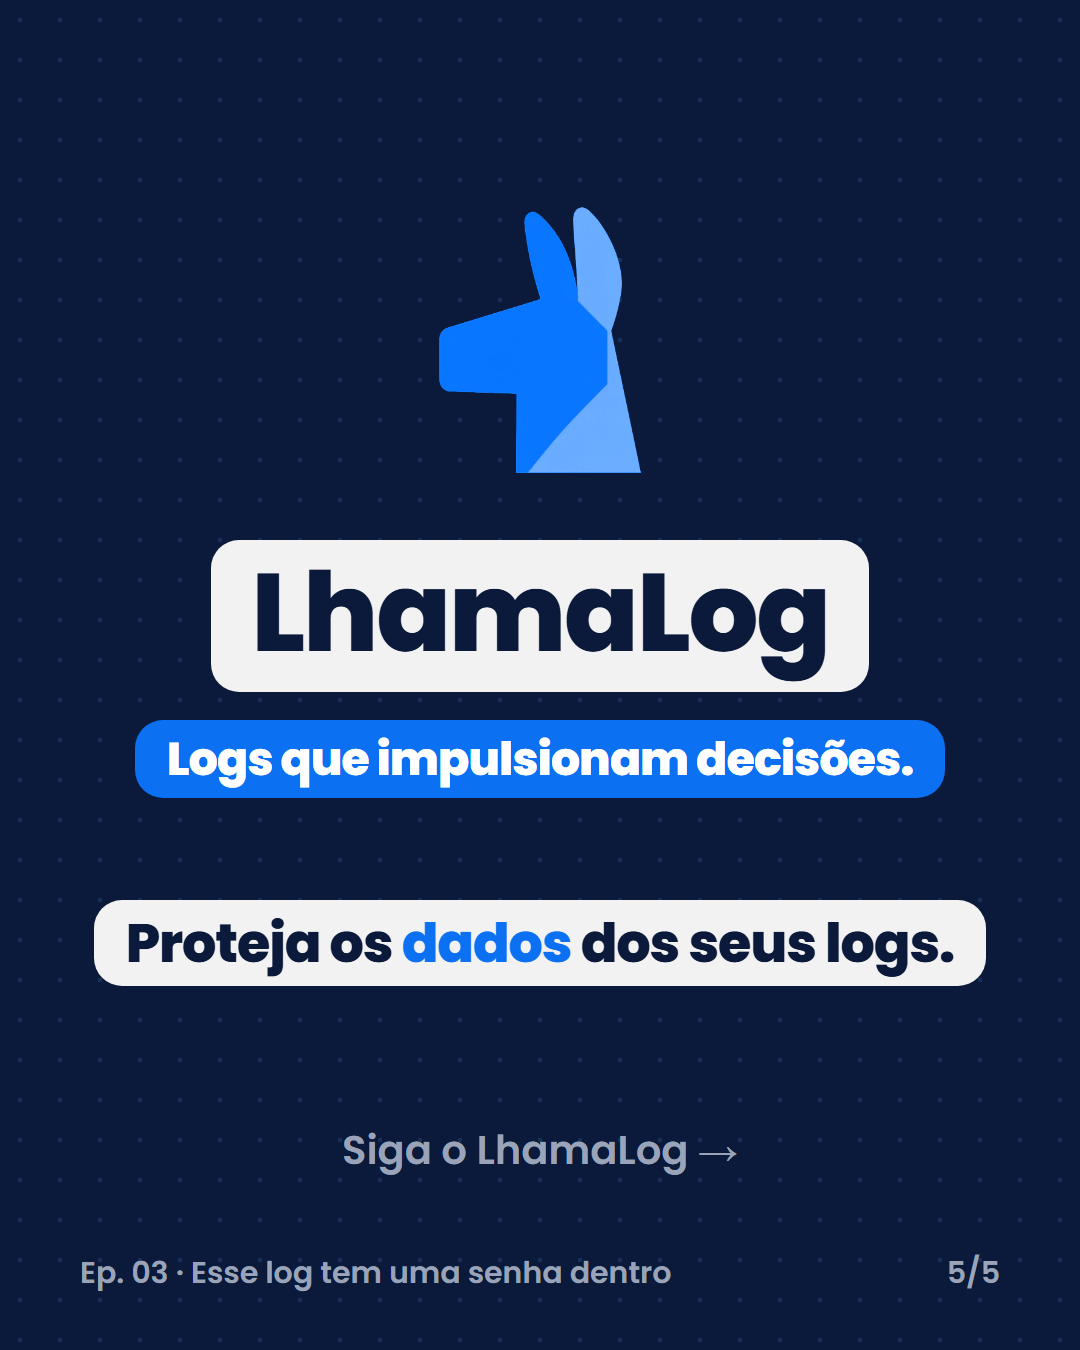 LhamaLog
Logs que impulsionam decisões.
Proteja os dados dos seus logs.
Siga o LhamaLog →
Ep. 03 · Esse log tem uma senha dentro
5/5